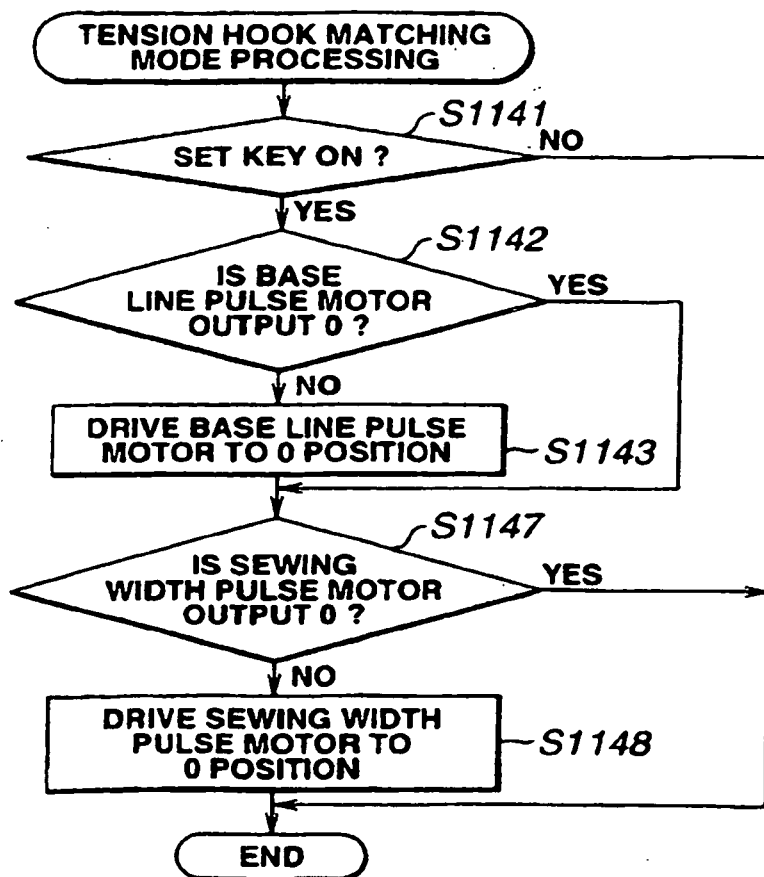 TENSION HOOK MATCHING
MODE PROCESSING
S1141
SET KEY ON ?
NO
YES
S1142
IS BASE
LINE PULSE MOTOR
OUTPUT 0 ?
YES
NO
DRIVE BASE LINE PULSE
MOTOR TO 0 POSITION
S1143
S1147
IS SEWING
WIDTH PULSE MOTOR
OUTPUT 0 ?
YES
NO
DRIVE SEWING WIDTH
PULSE MOTOR TO
0 POSITION
S1148
END